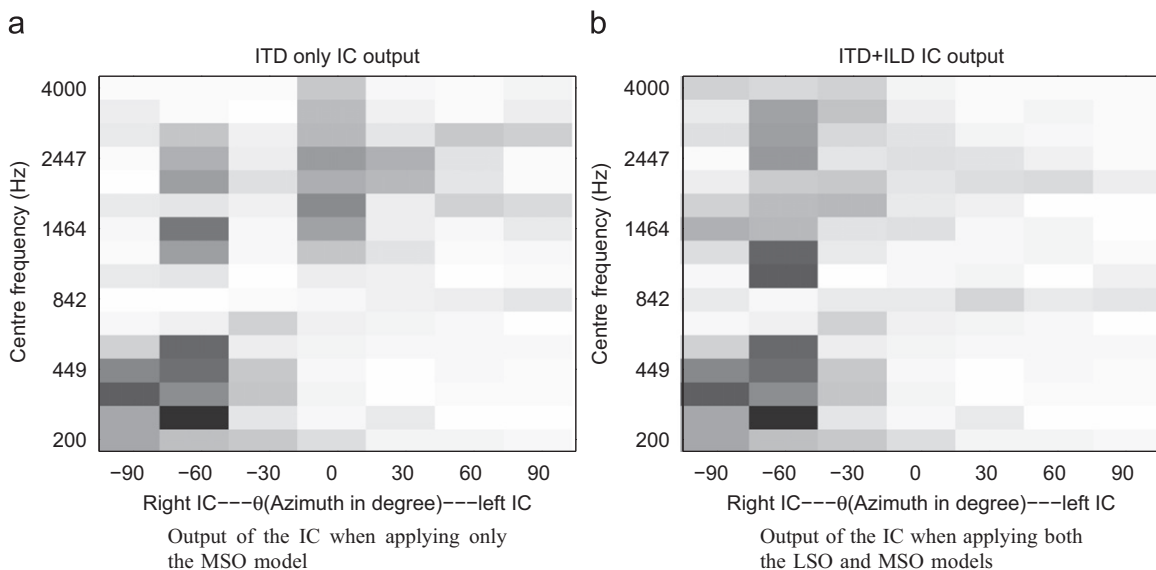 a
ITD only IC output
4000
2447
1464
842
449
200
Centre frequency (Hz)
−90 −60 −30 0 30 60 90
Right IC−−−θ(Azimuth in degree)−−−left IC
Output of the IC when applying only
the MSO model
b
ITD+ILD IC output
4000
2447
1464
842
449
200
Centre frequency (Hz)
−90 −60 −30 0 30 60 90
Right IC−−−θ(Azimuth in degree)−−−left IC
Output of the IC when applying both
the LSO and MSO models